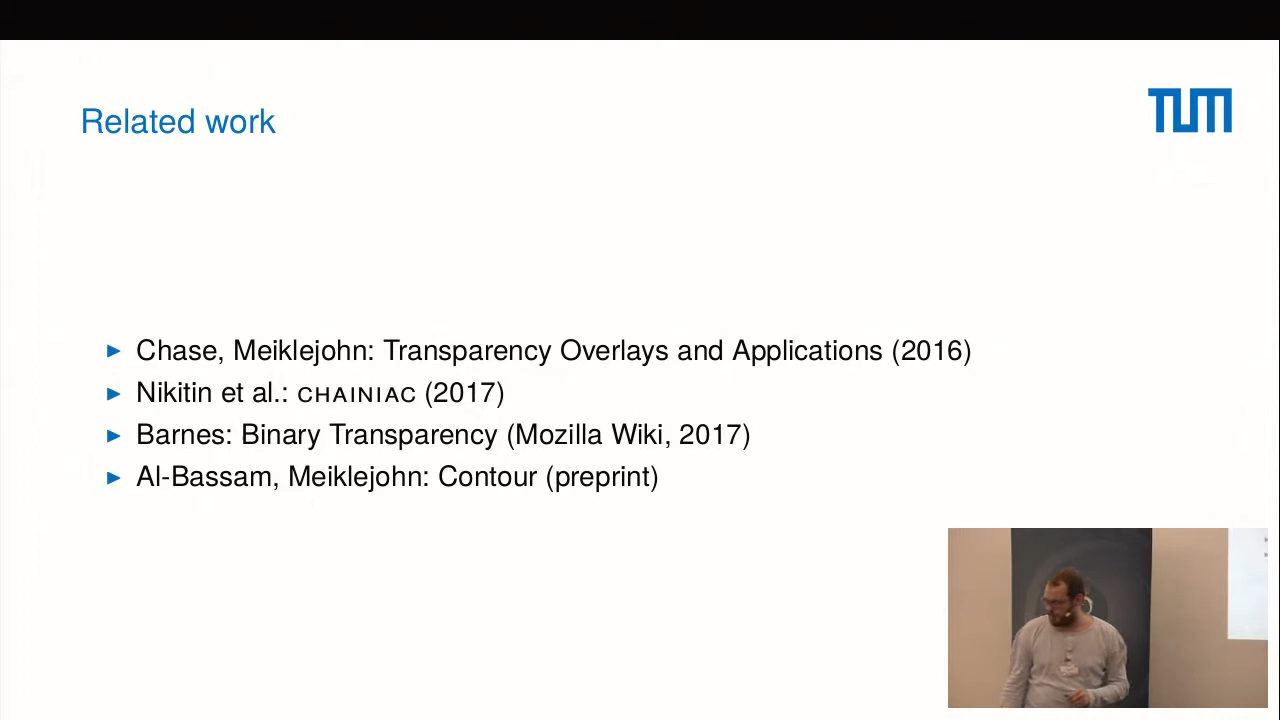 Related work
TUM
Chase, Meiklejohn: Transparency Overlays and Applications (2016)
Nikitin et al.: CHAINIAC (2017)
Barnes: Binary Transparency (Mozilla Wiki, 2017)
Al-Bassam, Meiklejohn: Contour (preprint)